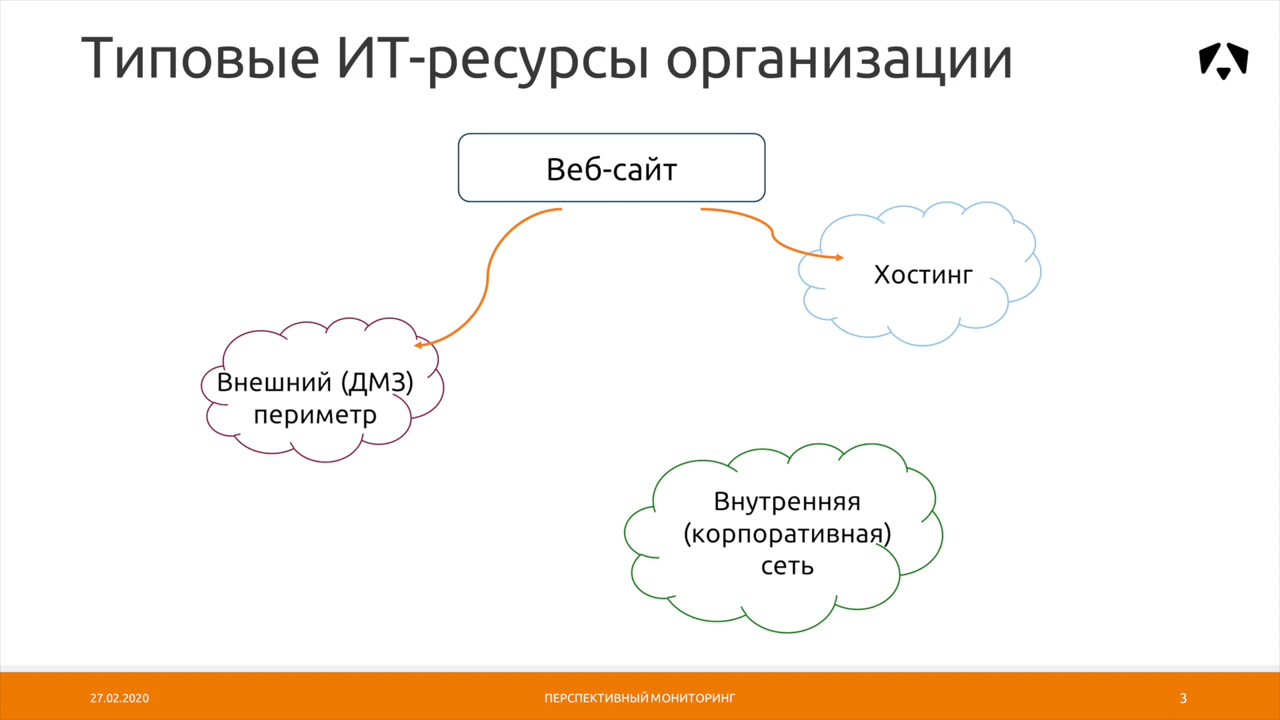 Типовые ИТ-ресурсы организации
Веб-сайт
Хостинг
Внешний (ДМЗ)
периметр
Внутренняя
(корпоративная)
сеть
27.02.2020
ПЕРСПЕКТИВНЫЙ МОНИТОРИНГ
3